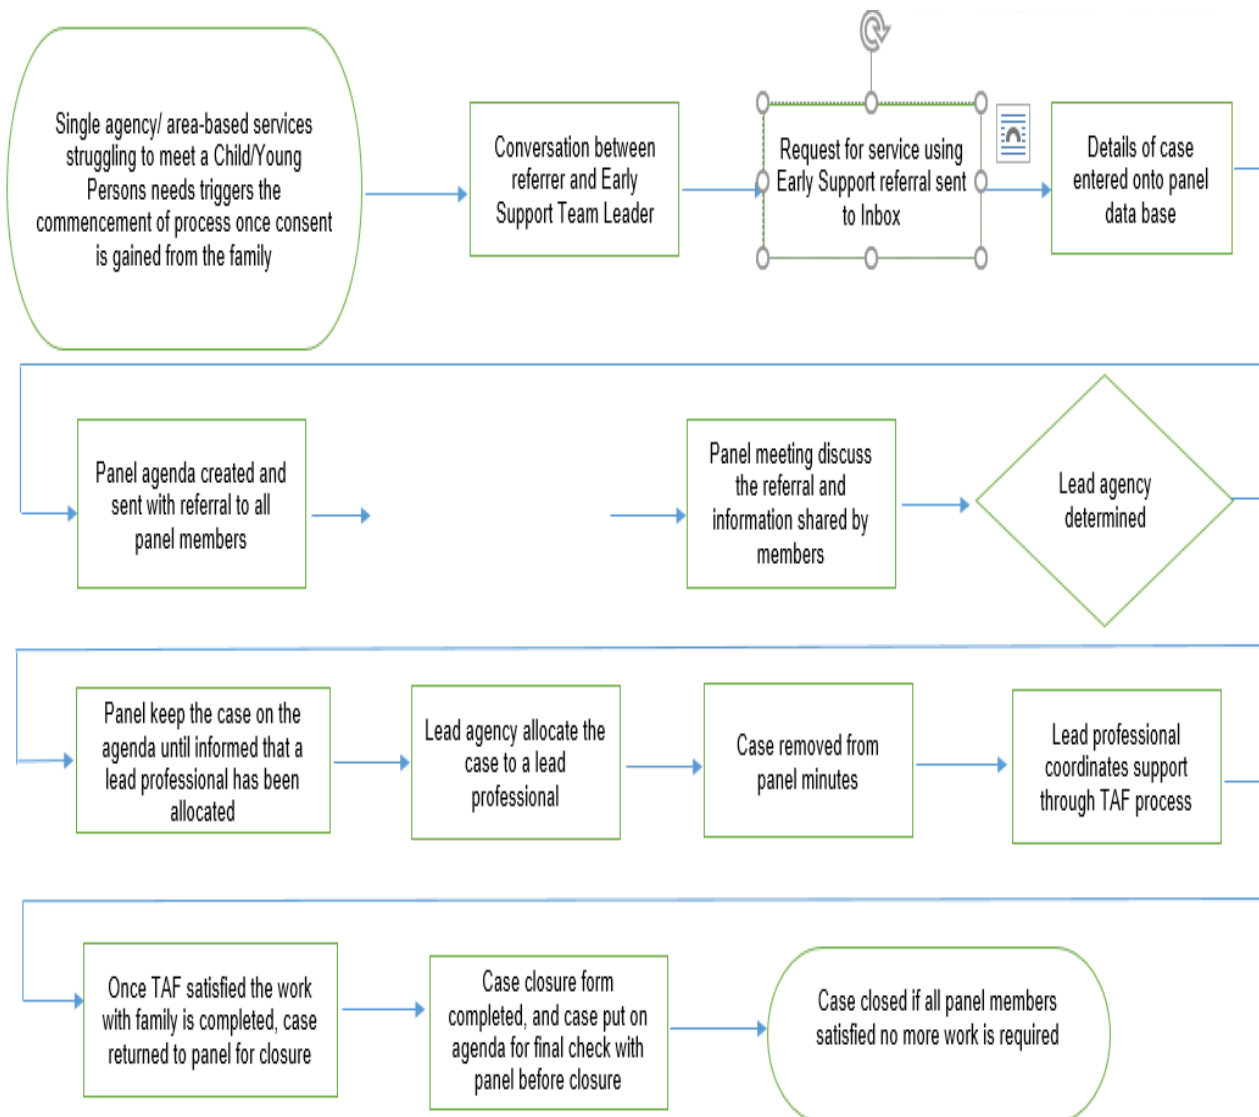 Single agency/ area-based services
struggling to meet a Child/Young
Persons needs triggers the
commencement of process once consent
is gained from the family
Conversation between
referrer and Early
Support Team Leader
Request for service using
Early Support referral sent
to Inbox
Details of case
entered onto panel
data base
Panel agenda created and
sent with referral to all
panel members
Panel meeting discuss
the referral and
information shared by
members
Lead agency
determined
Panel keep the case on the
agenda until informed that a
lead professional has been
allocated
Lead agency allocate the
case to a lead
professional
Case removed from
panel minutes
Lead professional
coordinates support
through TAF process
Once TAF satisfied the work
with family is completed, case
returned to panel for closure
Case closure form
completed, and case put on
agenda for final check with
panel before closure
Case closed if all panel members
satisfied no more work is required